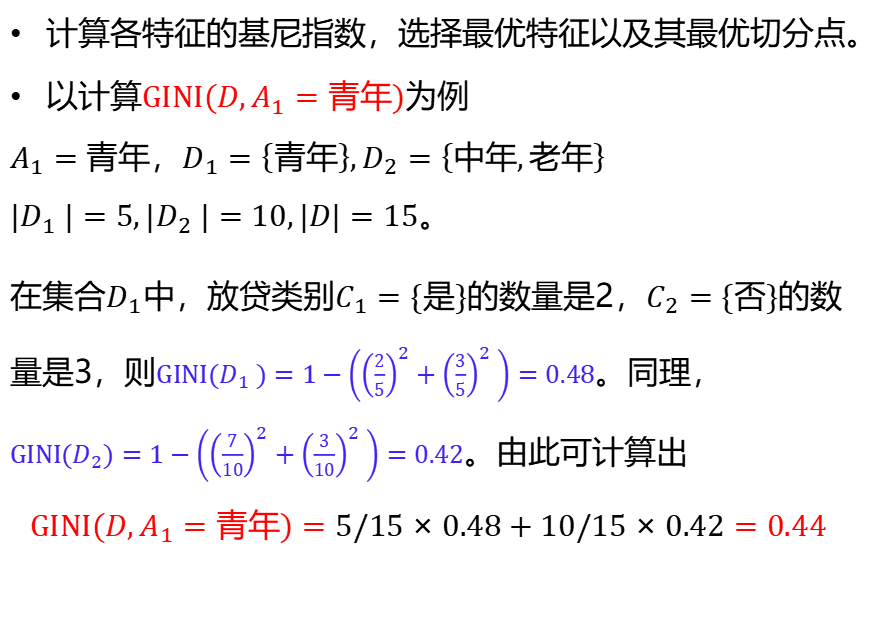 • 计算各特征的基尼指数，选择最优特征以及其最优切分点。
• 以计算GINI(D, A₁ = 青年)为例
A₁ = 青年，D₁ = {青年}, D₂ = {中年, 老年}
|D₁ | = 5, |D₂ | = 10, |D| = 15。
在集合D₁中，放贷类别C₁ = {是}的数量是2，C₂ = {否}的数
量是3，则GINI(D₁ ) = 1 − ((2/5)² + (3/5)² ) = 0.48。同理，
GINI(D₂) = 1 − ((7/10)² + (3/10)² ) = 0.42。由此可计算出
GINI(D, A₁ = 青年) = 5/15 × 0.48 + 10/15 × 0.42 = 0.44